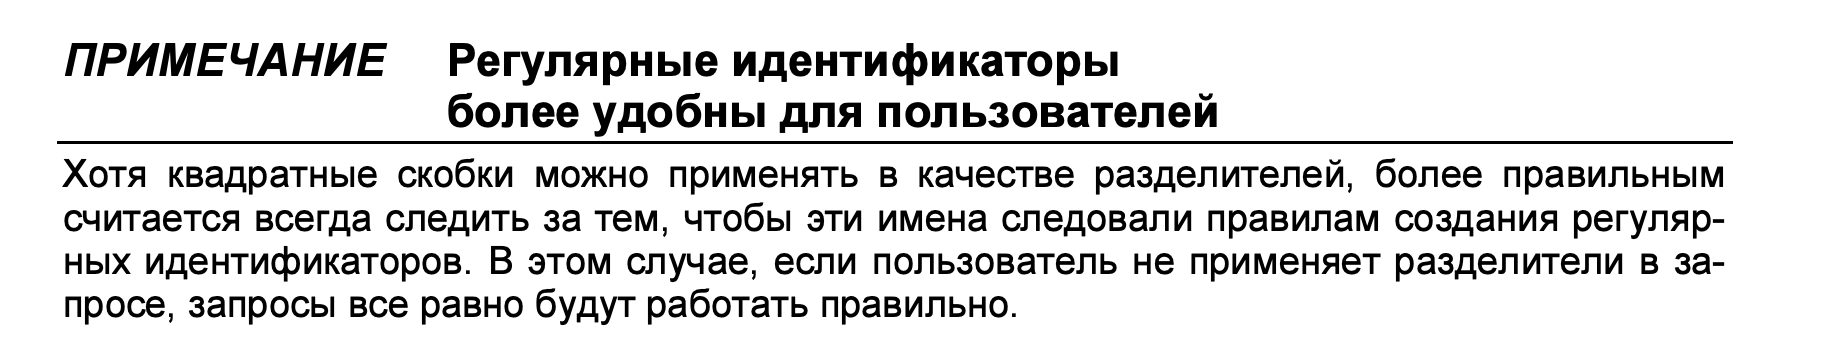 ПРИМЕЧАНИЕ Регулярные идентификаторы
более удобны для пользователей
Хотя квадратные скобки можно применять в качестве разделителей, более правильным
считается всегда следить за тем, чтобы эти имена следовали правилам создания регуляр-
ных идентификаторов. В этом случае, если пользователь не применяет разделители в за-
просе, запросы все равно будут работать правильно.